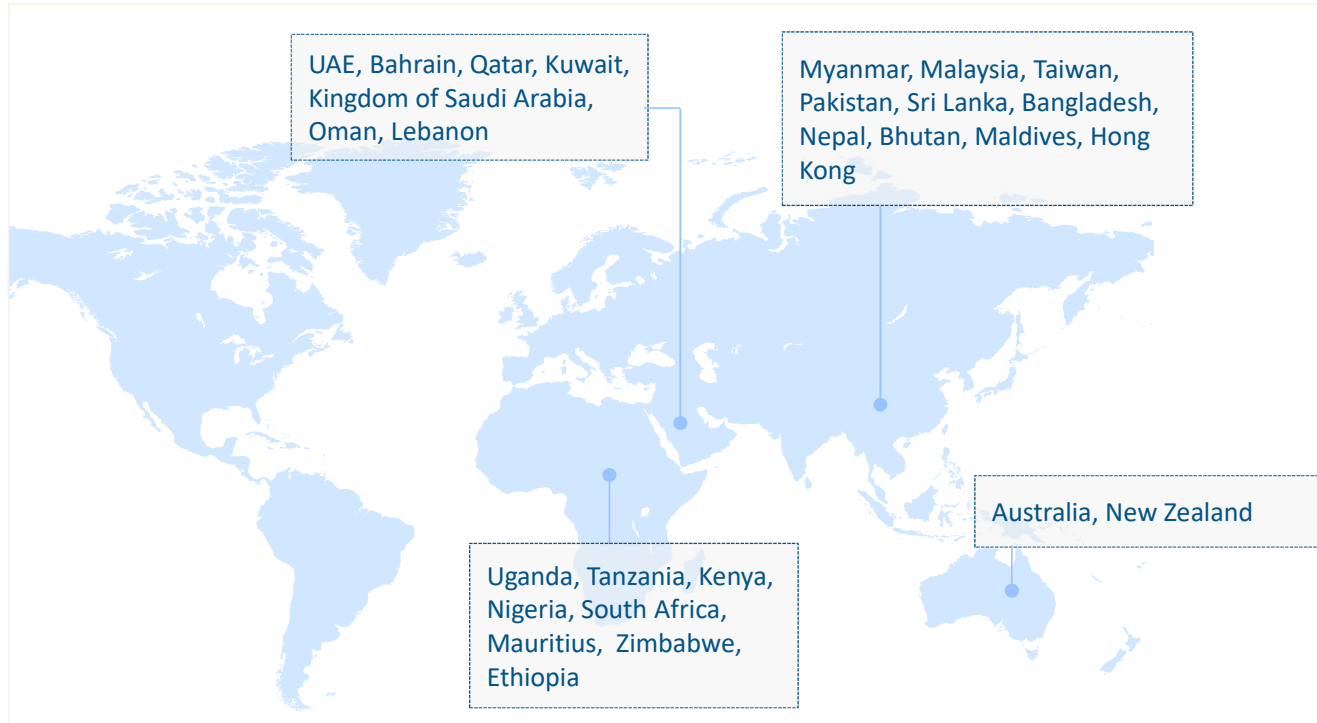 UAE, Bahrain, Qatar, Kuwait,
Kingdom of Saudi Arabia,
Oman, Lebanon
Myanmar, Malaysia, Taiwan,
Pakistan, Sri Lanka, Bangladesh,
Nepal, Bhutan, Maldives, Hong
Kong
Australia, New Zealand
Uganda, Tanzania, Kenya,
Nigeria, South Africa,
Mauritius,  Zimbabwe,
Ethiopia